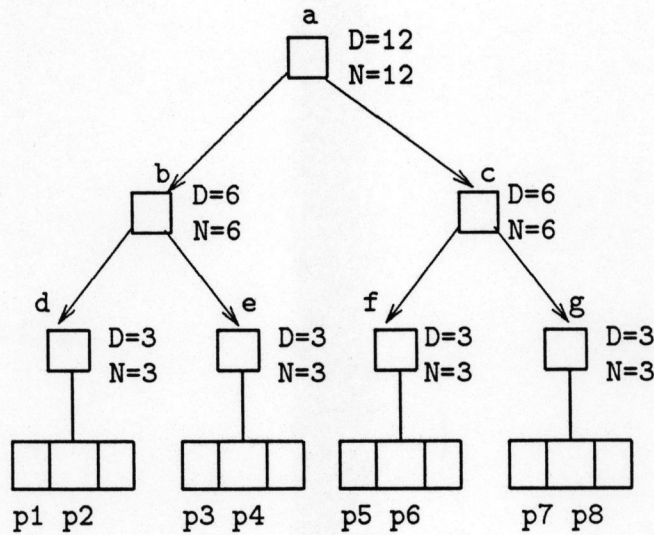 a
D=12
N=12
b
D=6
N=6
c
D=6
N=6
d
e
f
g
D=3
N=3
D=3
N=3
D=3
N=3
D=3
N=3
p1 p2
p3 p4
p5 p6
p7 p8